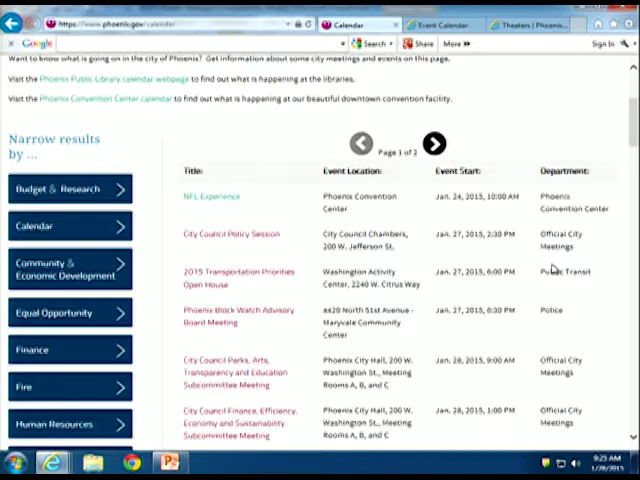 https://www.phoenix.gov/calendar
Calendar
Event Calendar
Theaters | Phoenix...
Google
Search
Share
More »
Sign In
Want to know what is going on in the city of Phoenix? Get information about some city meetings and events on this page.
Visit the Phoenix Public Library calendar webpage to find out what is happening at the libraries.
Visit the Phoenix Convention Center calendar to find out what is happening at our beautiful downtown convention facility.
Narrow results
by ...
Budget & Research
Calendar
Community &
Economic Development
Equal Opportunity
Finance
Fire
Human Resources
Page 1 of 2
Title: Event Location: Event Start: Department:
NFL Experience Phoenix Convention Jan. 24, 2015, 10:00 AM Phoenix
Center Convention Center
City Council Policy Session City Council Chambers, Jan. 27, 2015, 2:30 PM Official City
200 W. Jefferson St. Meetings
2015 Transportation Priorities Washington Activity Jan. 27, 2015, 6:00 PM Public Transit
Open House Center, 2240 W. Citrus Way
Phoenix Block Watch Advisory 4420 North 51st Avenue - Jan. 27, 2015, 6:30 PM Police
Board Meeting Maryvale Community
Center
City Council Parks, Arts, Phoenix City Hall, 200 W. Jan. 28, 2015, 9:00 AM Official City
Transparency and Education Washington St., Meeting Meetings
Subcommittee Meeting Rooms A, B, and C
City Council Finance, Efficiency, Phoenix City Hall, 200 W. Jan. 28, 2015, 1:00 PM Official City
Economy and Sustainability Washington St., Meeting Meetings
Subcommittee Meeting Rooms A, B, and C
9:25 AM
1/28/2015